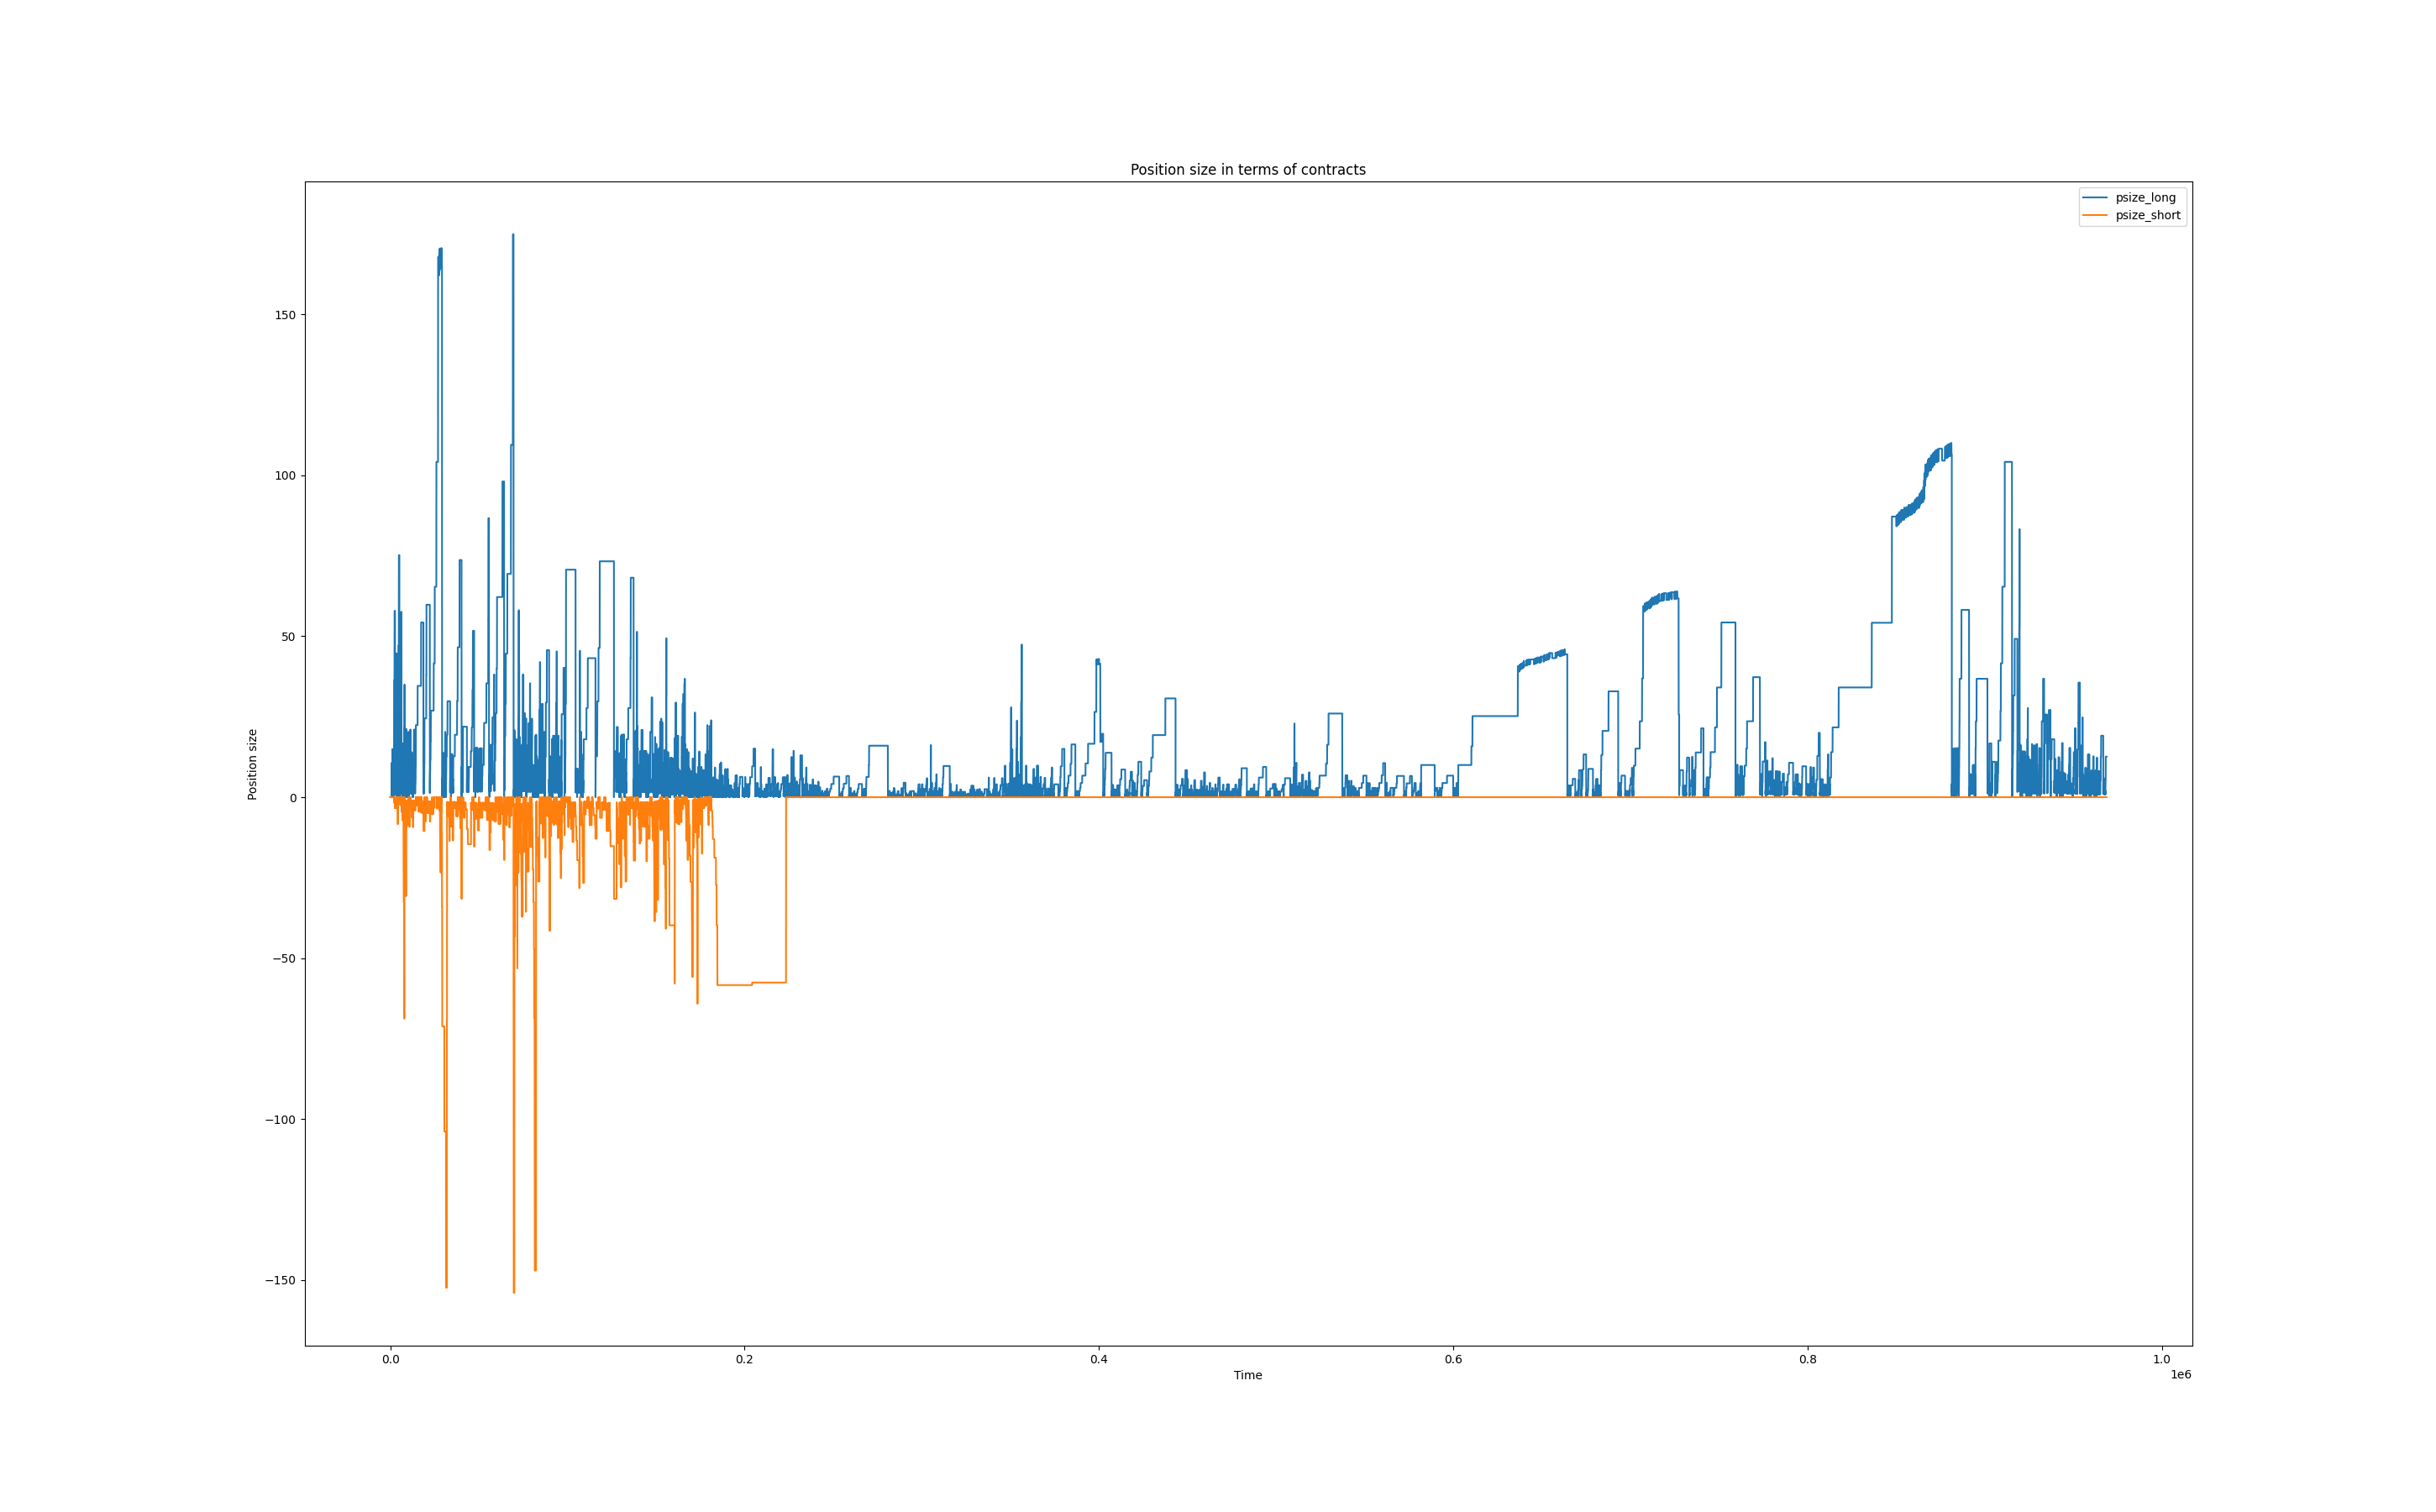 Position size in terms of contracts
psize_long
psize_short
150
100
50
0
−50
−100
−150
Position size
0.0
0.2
0.4
0.6
0.8
1.0
1e6
Time